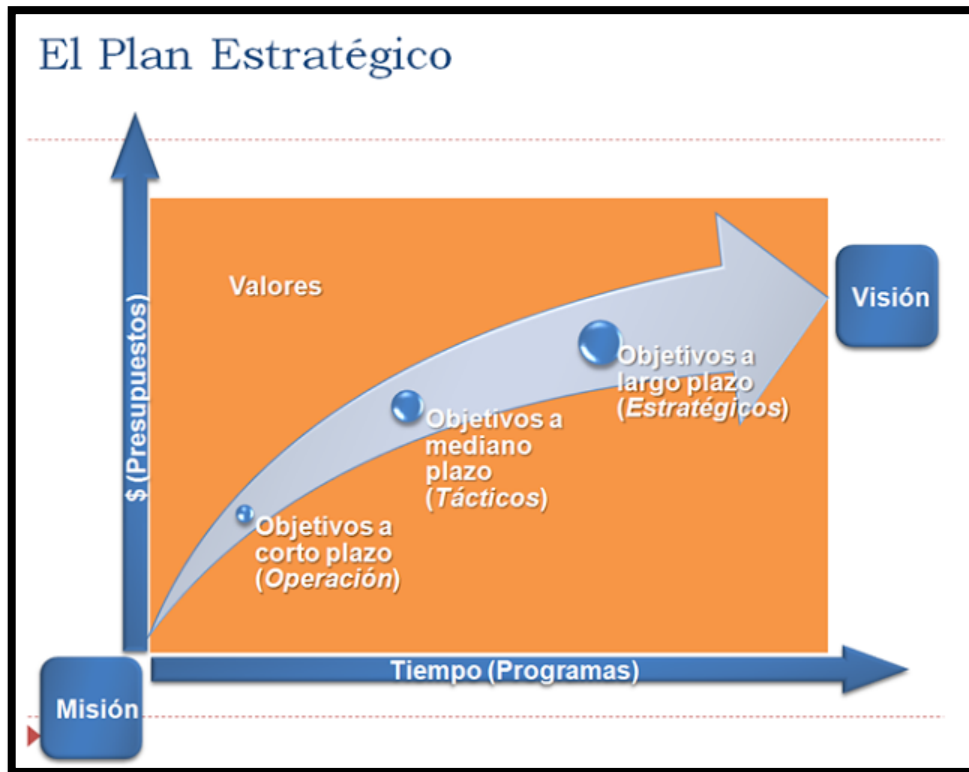 El Plan Estratégico
Valores
Visión
$ (Presupuestos)
Objetivos a
largo plazo
(Estratégicos)
Objetivos a
mediano
plazo
(Tácticos)
Objetivos a
corto plazo
(Operación)
Tiempo (Programas)
Misión